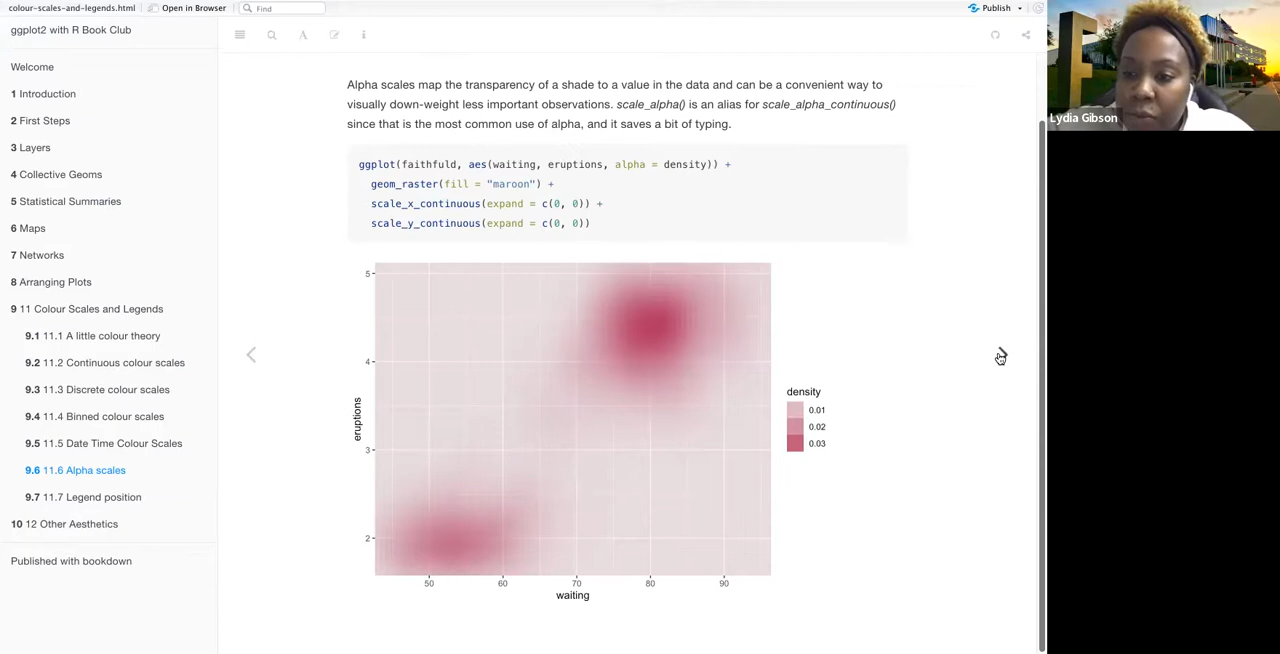 colour-scales-and-legends.html
Open in Browser
Find
Publish
ggplot2 with R Book Club
Welcome
1 Introduction
2 First Steps
3 Layers
4 Collective Geoms
5 Statistical Summaries
6 Maps
7 Networks
8 Arranging Plots
9 11 Colour Scales and Legends
9.1 11.1 A little colour theory
9.2 11.2 Continuous colour scales
9.3 11.3 Discrete colour scales
9.4 11.4 Binned colour scales
9.5 11.5 Date Time Colour Scales
9.6 11.6 Alpha scales
9.7 11.7 Legend position
10 12 Other Aesthetics
Published with bookdown
Alpha scales map the transparency of a shade to a value in the data and can be a convenient way to
visually down-weight less important observations. scale_alpha() is an alias for scale_alpha_continuous()
since that is the most common use of alpha, and it saves a bit of typing.
ggplot(faithfuld, aes(waiting, eruptions, alpha = density)) +
geom_raster(fill = "maroon") +
scale_x_continuous(expand = c(0, 0)) +
scale_y_continuous(expand = c(0, 0))
5
4
3
2
eruptions
50 60 70 80 90
waiting
density
0.01
0.02
0.03
Lydia Gibson